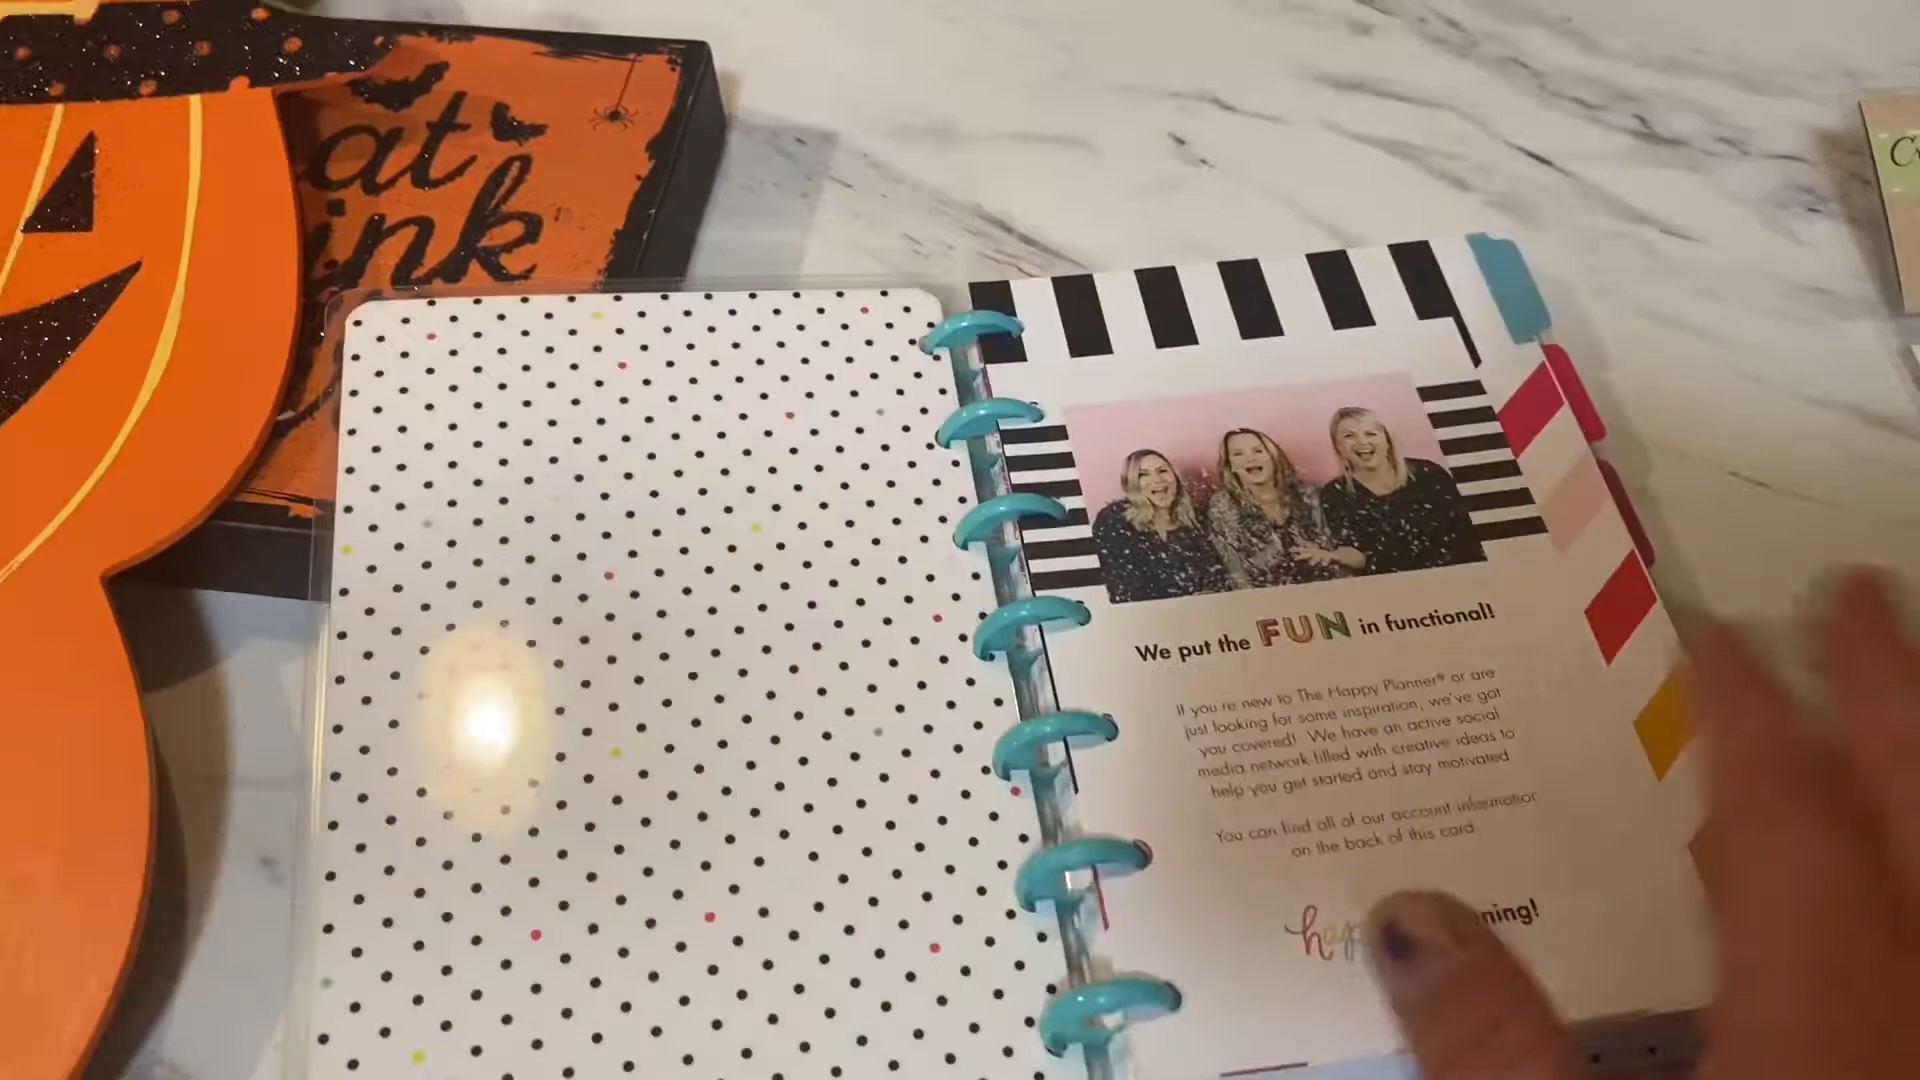 at
ink
We put the FUN in functional!
If you're new to The Happy Planner® or are
just looking for some inspiration, we've got
you covered! We have an active social
media network filled with creative ideas to
help you get started and stay motivated
You can find all of our account information
on the back of this card.
hap ning!
C